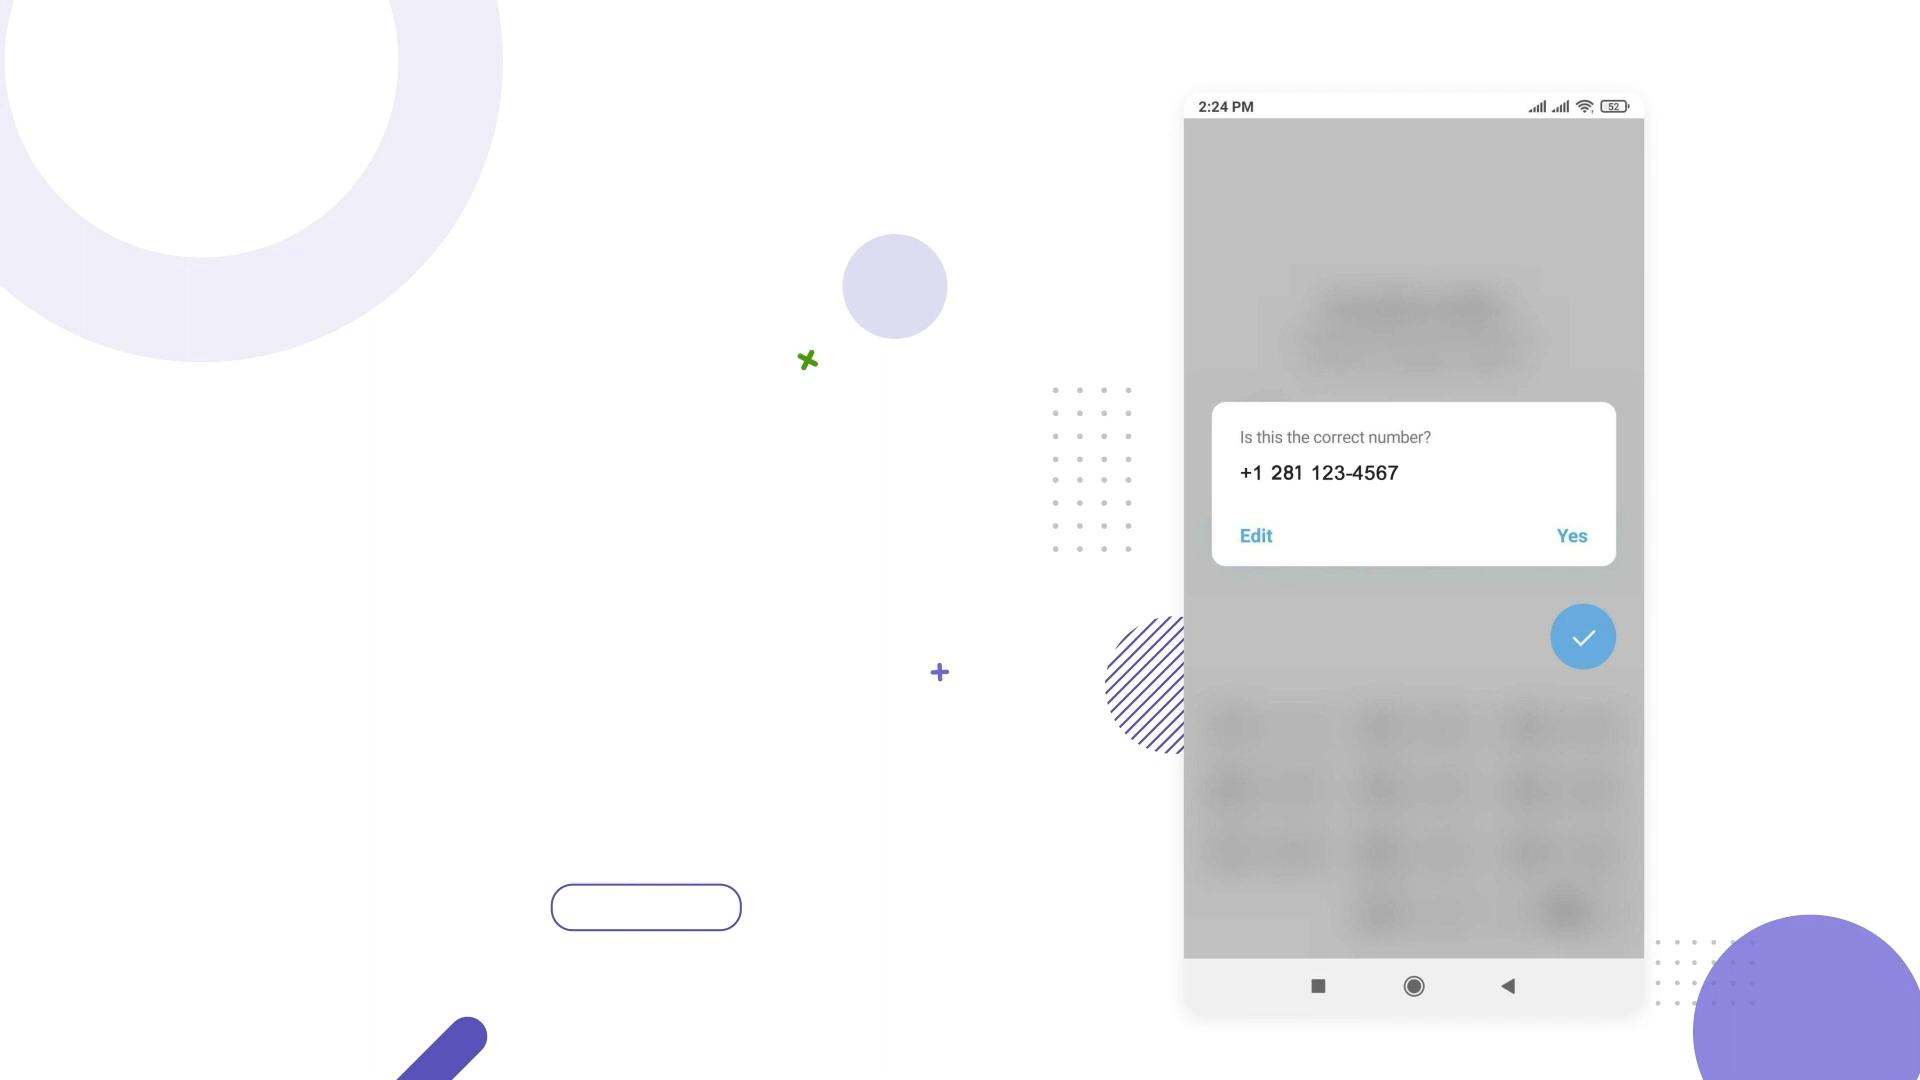 2:24 PM
52
Is this the correct number?
+1 281 123-4567
Edit
Yes